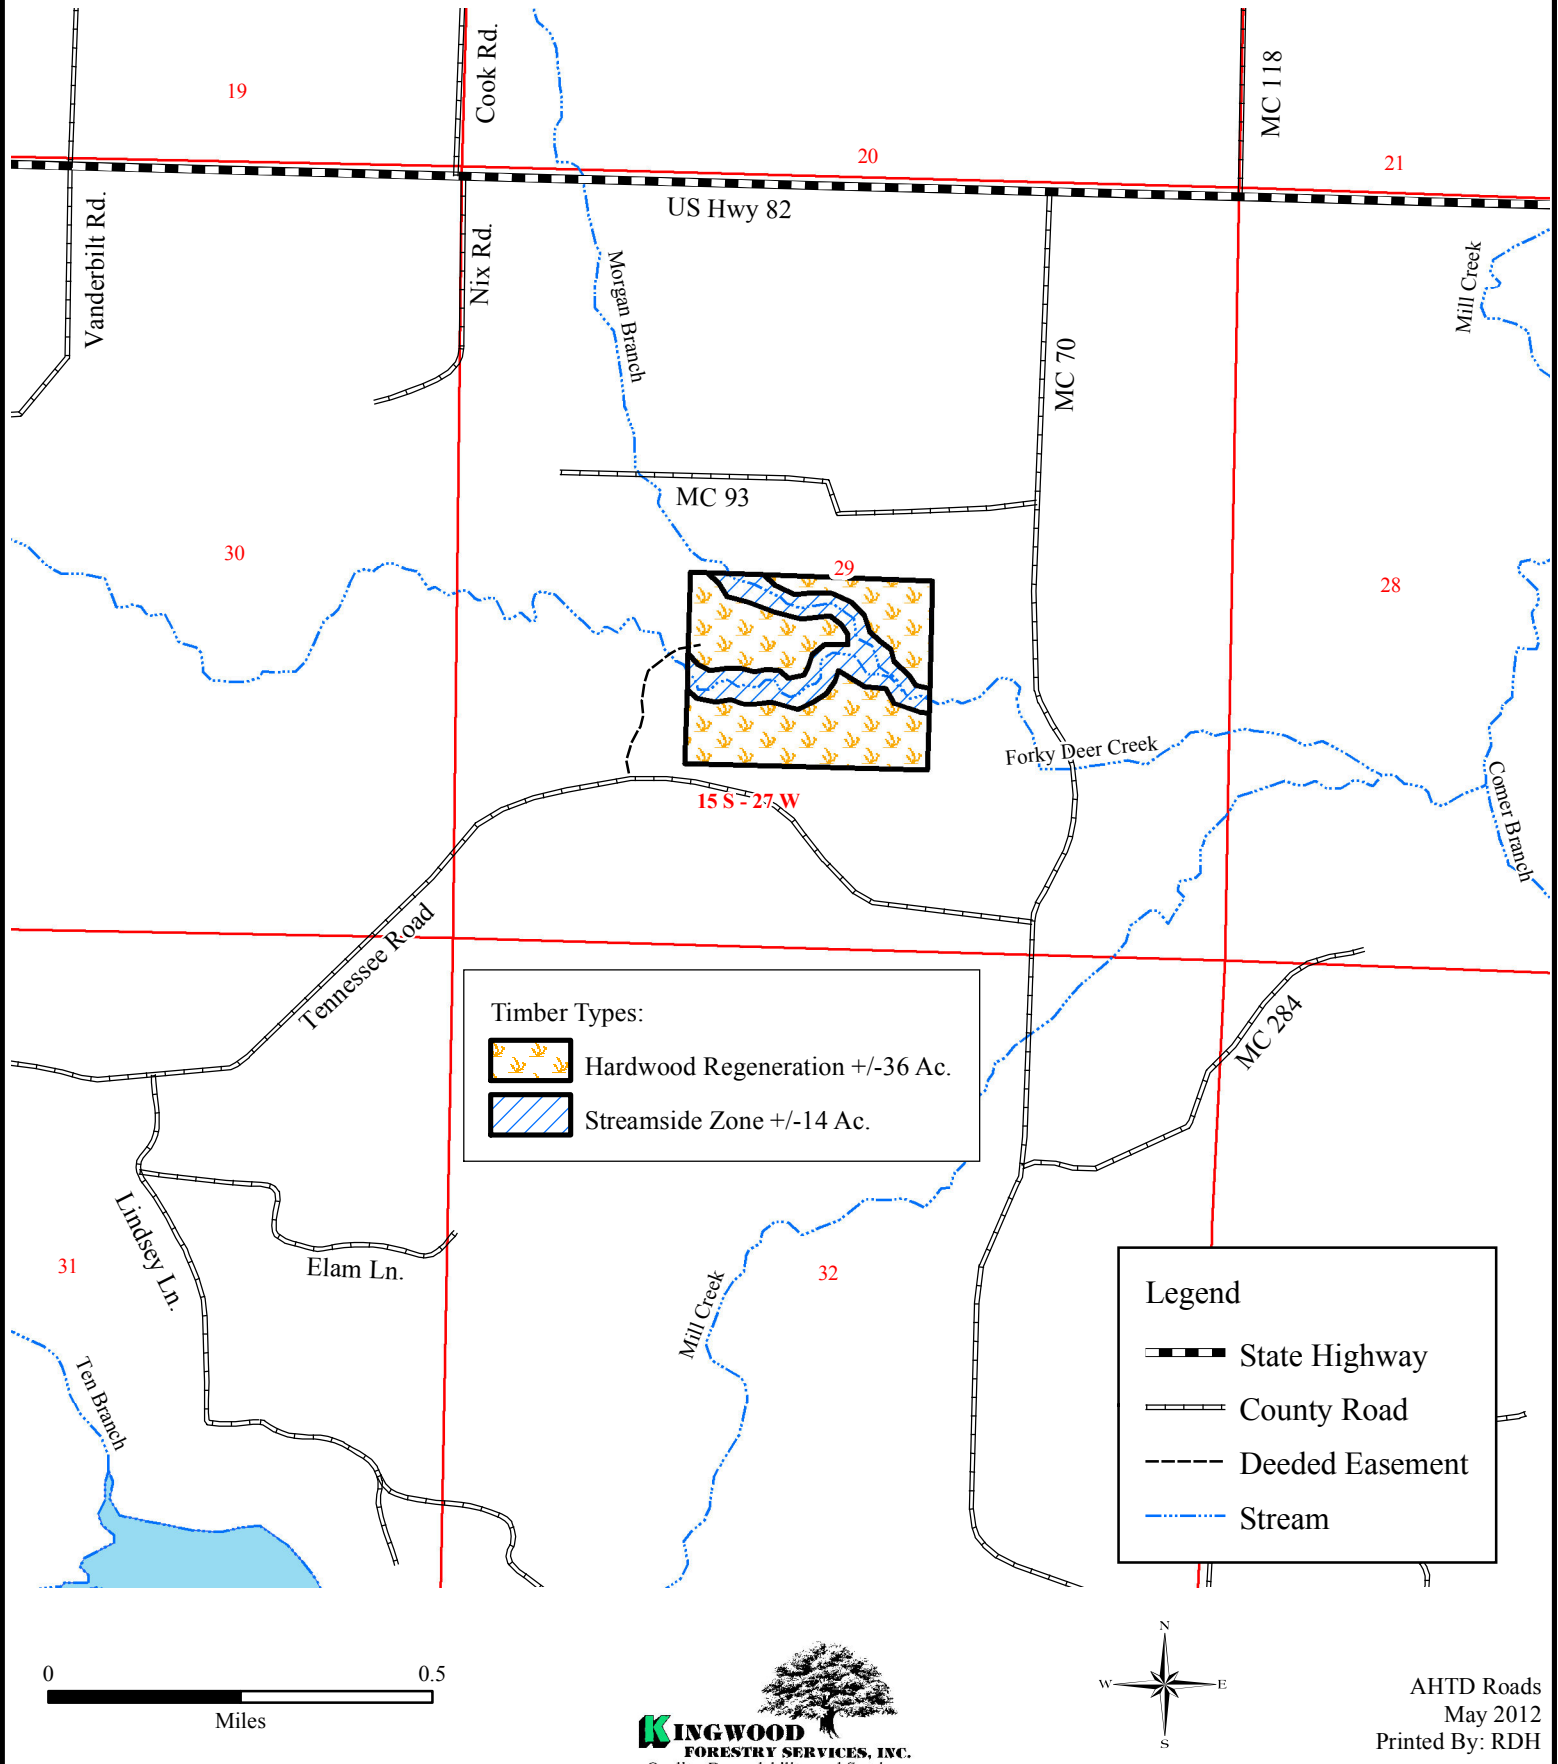 Cook Rd.
MC 118
19
20
21
US Hwy 82
Vanderbilt Rd.
Nix Rd.
Morgan Branch
Mill Creek
MC 70
MC 93
30
29
28
Forky Deer Creek
Comer Branch
15 S - 27 W
Tennessee Road
Timber Types:
Hardwood Regeneration +/-36 Ac.
Streamside Zone +/-14 Ac.
MC 284
Lindsey Ln.
Elam Ln.
31
32
Mill Creek
Ten Branch
Legend
State Highway
County Road
Deeded Easement
Stream
0 0.5
Miles
KINGWOOD
FORESTRY SERVICES, INC.
N
W E
S
AHTD Roads
May 2012
Printed By: RDH